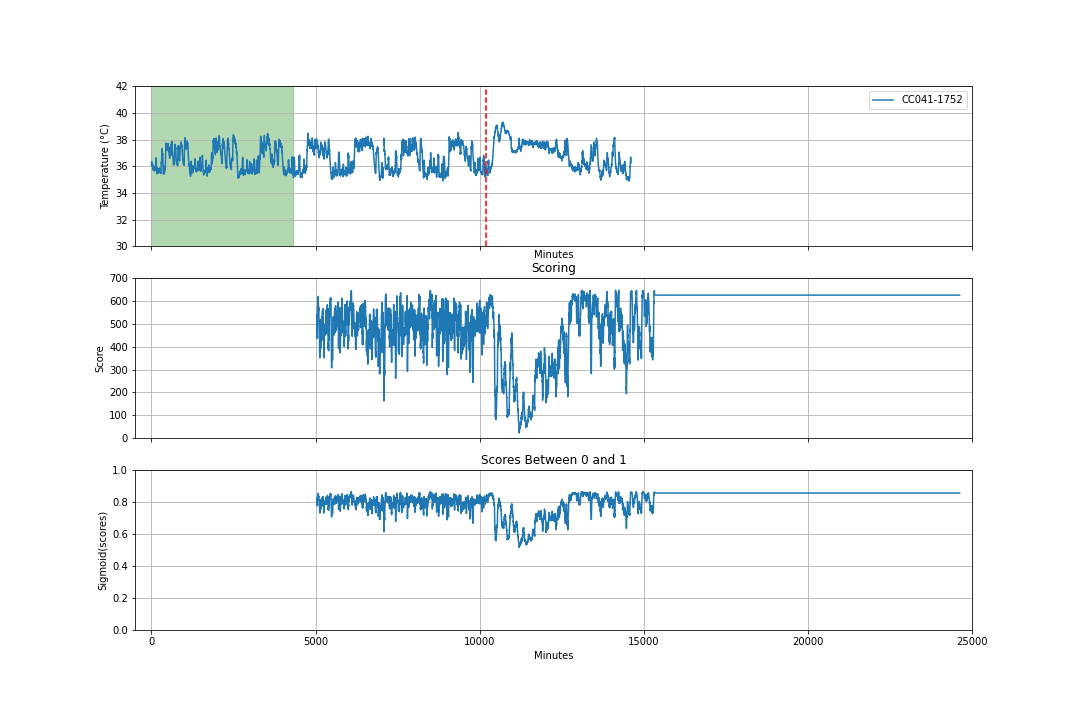 42
40
38
36
34
32
30
Temperature (°C)
CC041-1752
Minutes
Scoring
700
600
500
400
300
200
100
0
Score
Scores Between 0 and 1
1.0
0.8
0.6
0.4
0.2
0.0
Sigmoid(scores)
0 5000 10000 15000 20000 25000
Minutes